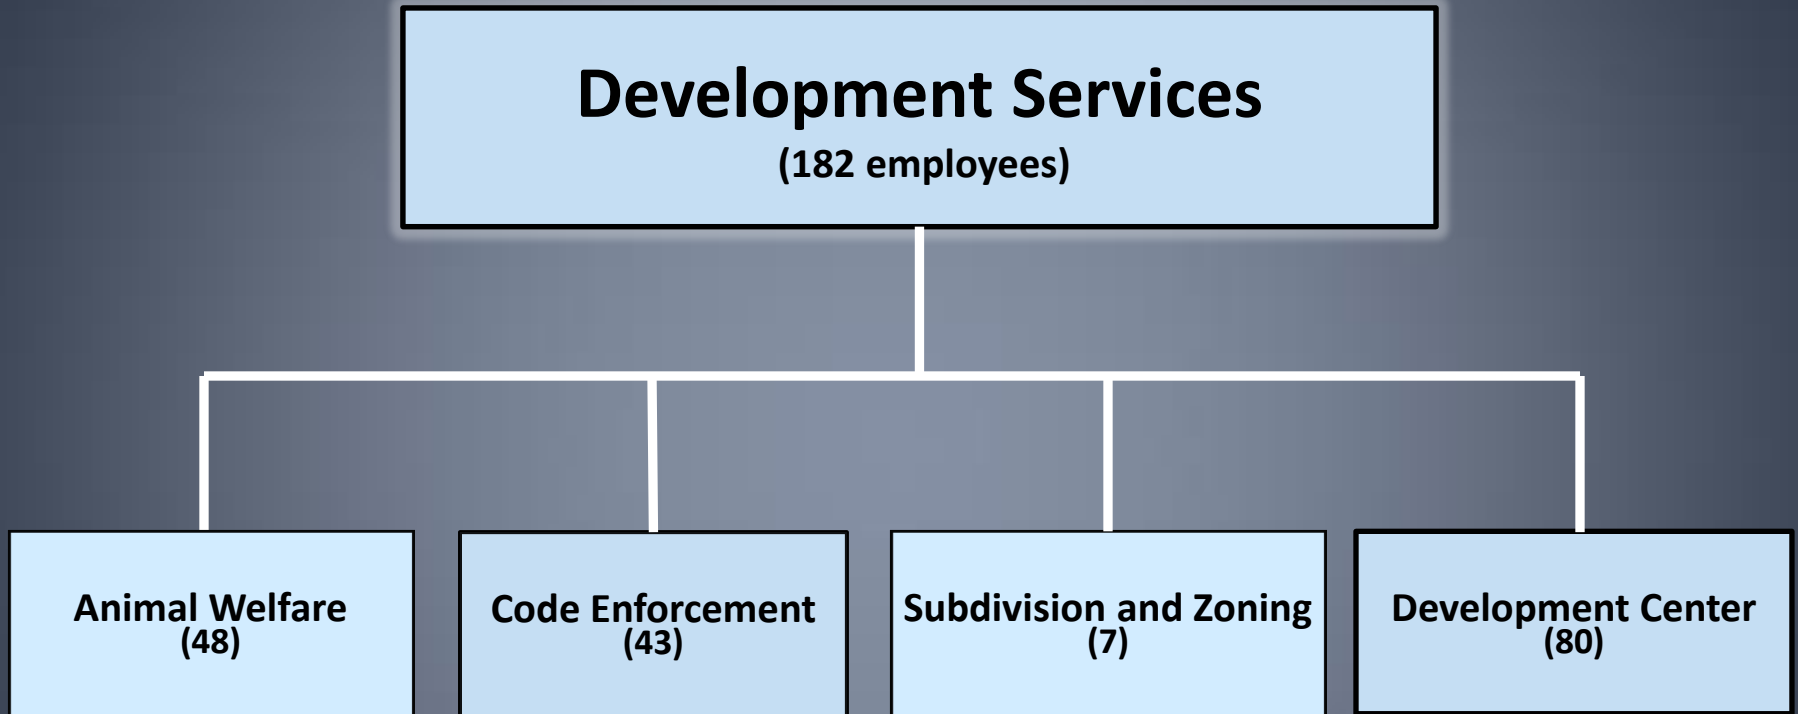 Development Services
(182 employees)
Animal Welfare
(48)
Code Enforcement
(43)
Subdivision and Zoning
(7)
Development Center
(80)